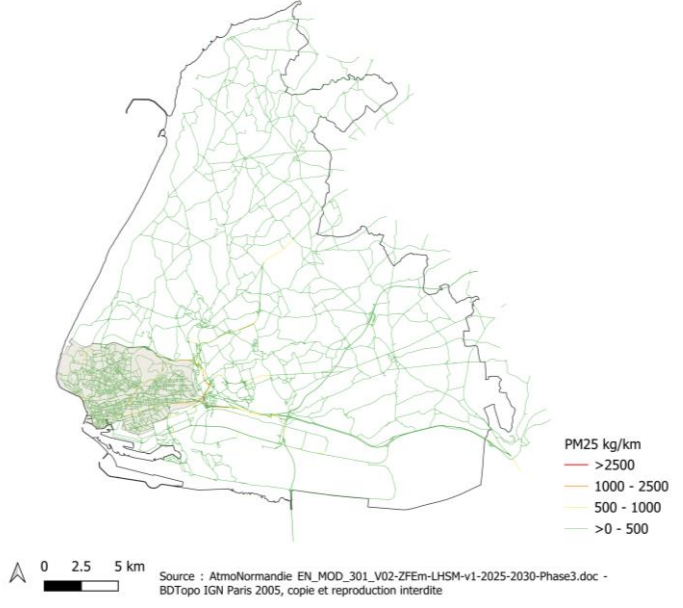 PM25 kg/km
>2500
1000 - 2500
500 - 1000
>0 - 500
0 2.5 5 km
Source : AtmoNormandie EN_MOD_301_V02-ZFEm-LHSM-v1-2025-2030-Phase3.doc -
BDTopo IGN Paris 2005, copie et reproduction interdite